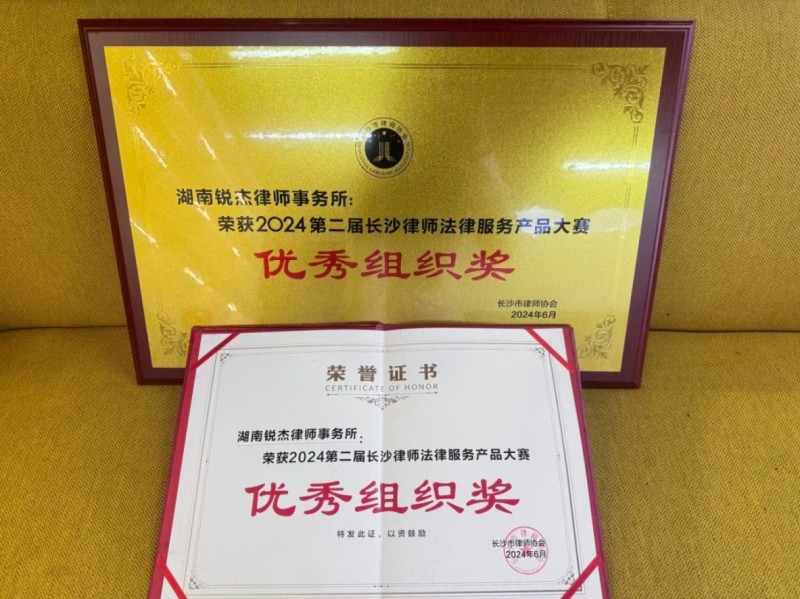 湖南锐杰律师事务所:
荣获2024第二届长沙律师法律服务产品大赛
优秀组织奖
长沙市律师协会
2024年6月
荣誉证书
CERTIFICATE OF HONOR
湖南锐杰律师事务所:
荣获2024第二届长沙律师法律服务产品大赛
优秀组织奖
特发此证，以资鼓励
长沙市律师协会
2024年6月